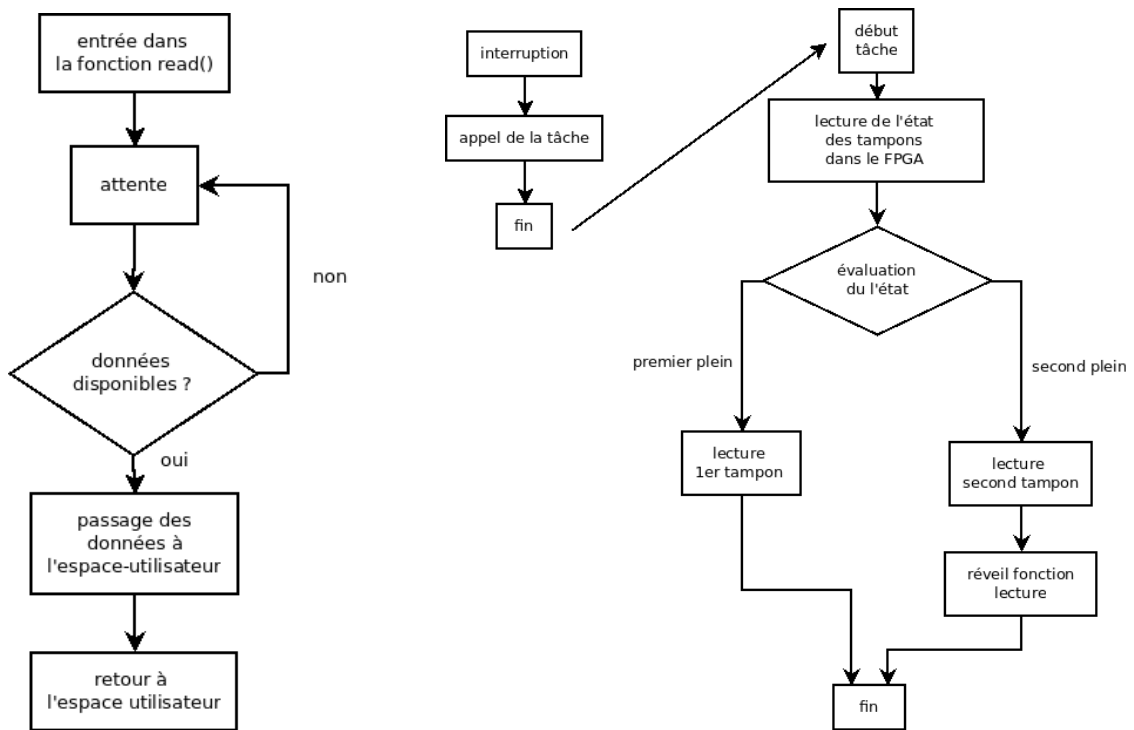 entrée dans
la fonction read()
attente
non
données
disponibles ?
oui
passage des
données à
l'espace-utilisateur
retour à
l'espace utilisateur
interruption
appel de la tâche
fin
début
tâche
lecture de l'état
des tampons
dans le FPGA
évaluation
du l'état
premier plein
second plein
lecture
1er tampon
lecture
second tampon
réveil fonction
lecture
fin